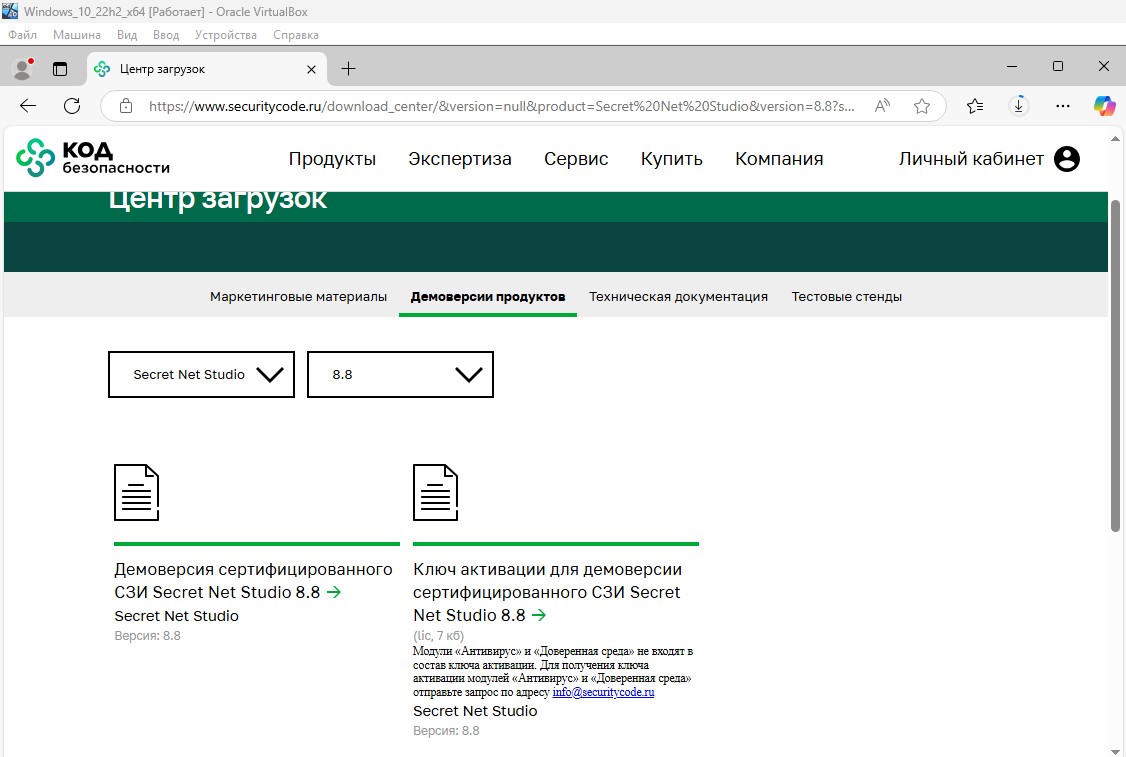 Windows_10_22h2_x64 [Работает] - Oracle VirtualBox
Файл Машина Вид Ввод Устройства Справка
Центр загрузок
https://www.securitycode.ru/download_center/&version=null&product=Secret%20Net%20Studio&version=8.8?s...
КОД
безопасности
Продукты Экспертиза Сервис Купить Компания Личный кабинет
Центр загрузок
Маркетинговые материалы Демоверсии продуктов Техническая документация Тестовые стенды
Secret Net Studio 8.8
Демоверсия сертифицированного
СЗИ Secret Net Studio 8.8 →
Secret Net Studio
Версия: 8.8
Ключ активации для демоверсии
сертифицированного СЗИ Secret
Net Studio 8.8 →
(lic, 7 кб)
Модули «Антивирус» и «Доверенная среда» не входят в
состав ключа активации. Для получения ключа
активации модулей «Антивирус» и «Доверенная среда»
отправьте запрос по адресу info@securitycode.ru
Secret Net Studio
Версия: 8.8